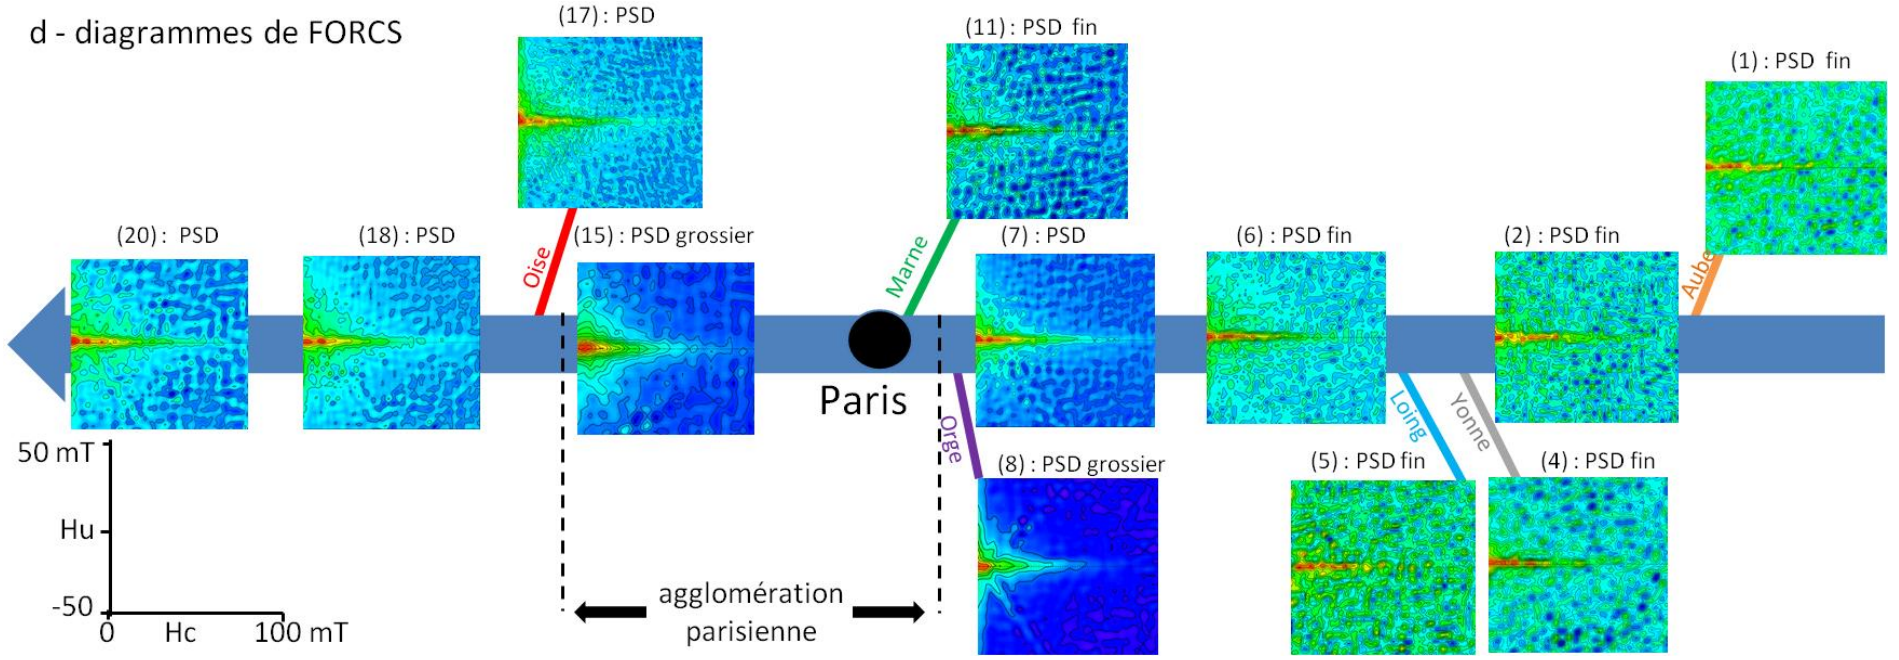 d - diagrammes de FORCS
(17) : PSD
(11) : PSD fin
(1) : PSD fin
(20) : PSD
(18) : PSD
Oise
(15) : PSD grossier
Marne
(7) : PSD
(6) : PSD fin
(2) : PSD fin
Aube
Paris
Orge
Loing
Yonne
(8) : PSD grossier
(5) : PSD fin
(4) : PSD fin
50 mT
Hu
-50
0
Hc
100 mT
agglomération
parisienne